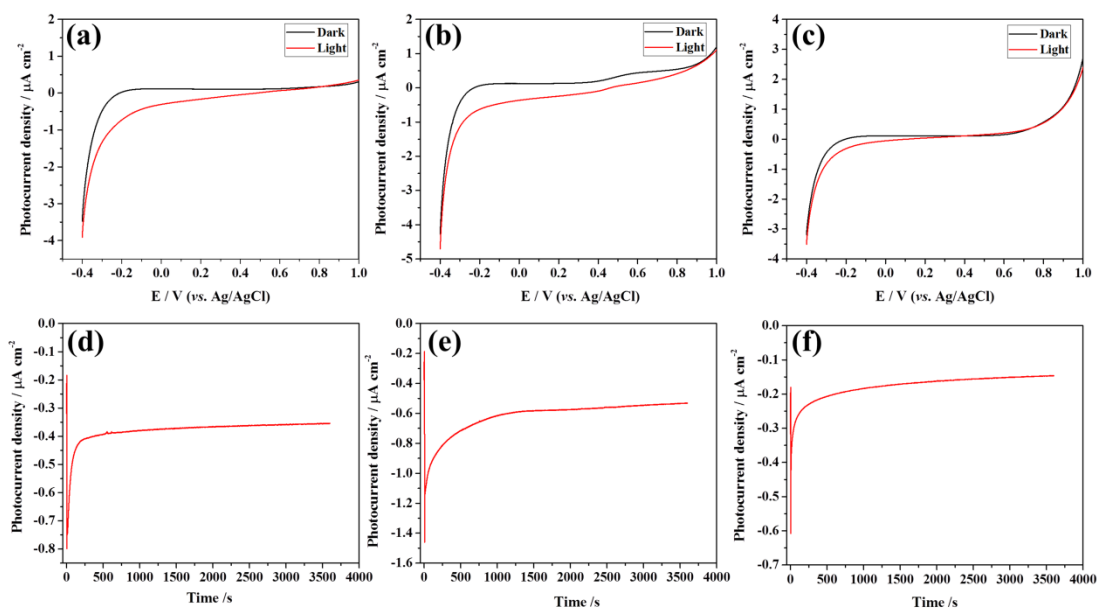 (a)
Dark
Light
Photocurrent density / μA cm⁻²
2
1
0
-1
-2
-3
-4
-0.4 -0.2 0.0 0.2 0.4 0.6 0.8 1.0
E / V (vs. Ag/AgCl)
(b)
Dark
Light
Photocurrent density / μA cm⁻²
2
1
0
-1
-2
-3
-4
-5
-0.4 -0.2 0.0 0.2 0.4 0.6 0.8 1.0
E / V (vs. Ag/AgCl)
(c)
Dark
Light
Photocurrent density / μA cm⁻²
4
3
2
1
0
-1
-2
-3
-4
-0.4 -0.2 0.0 0.2 0.4 0.6 0.8 1.0
E / V (vs. Ag/AgCl)
(d)
Photocurrent density / μA cm⁻²
0.0
-0.1
-0.2
-0.3
-0.4
-0.5
-0.6
-0.7
-0.8
0 500 1000 1500 2000 2500 3000 3500 4000
Time /s
(e)
Photocurrent density / μA cm⁻²
0.0
-0.2
-0.4
-0.6
-0.8
-1.0
-1.2
-1.4
-1.6
0 500 1000 1500 2000 2500 3000 3500 4000
Time /s
(f)
Photocurrent density / μA cm⁻²
0.0
-0.1
-0.2
-0.3
-0.4
-0.5
-0.6
-0.7
0 500 1000 1500 2000 2500 3000 3500 4000
Time /s